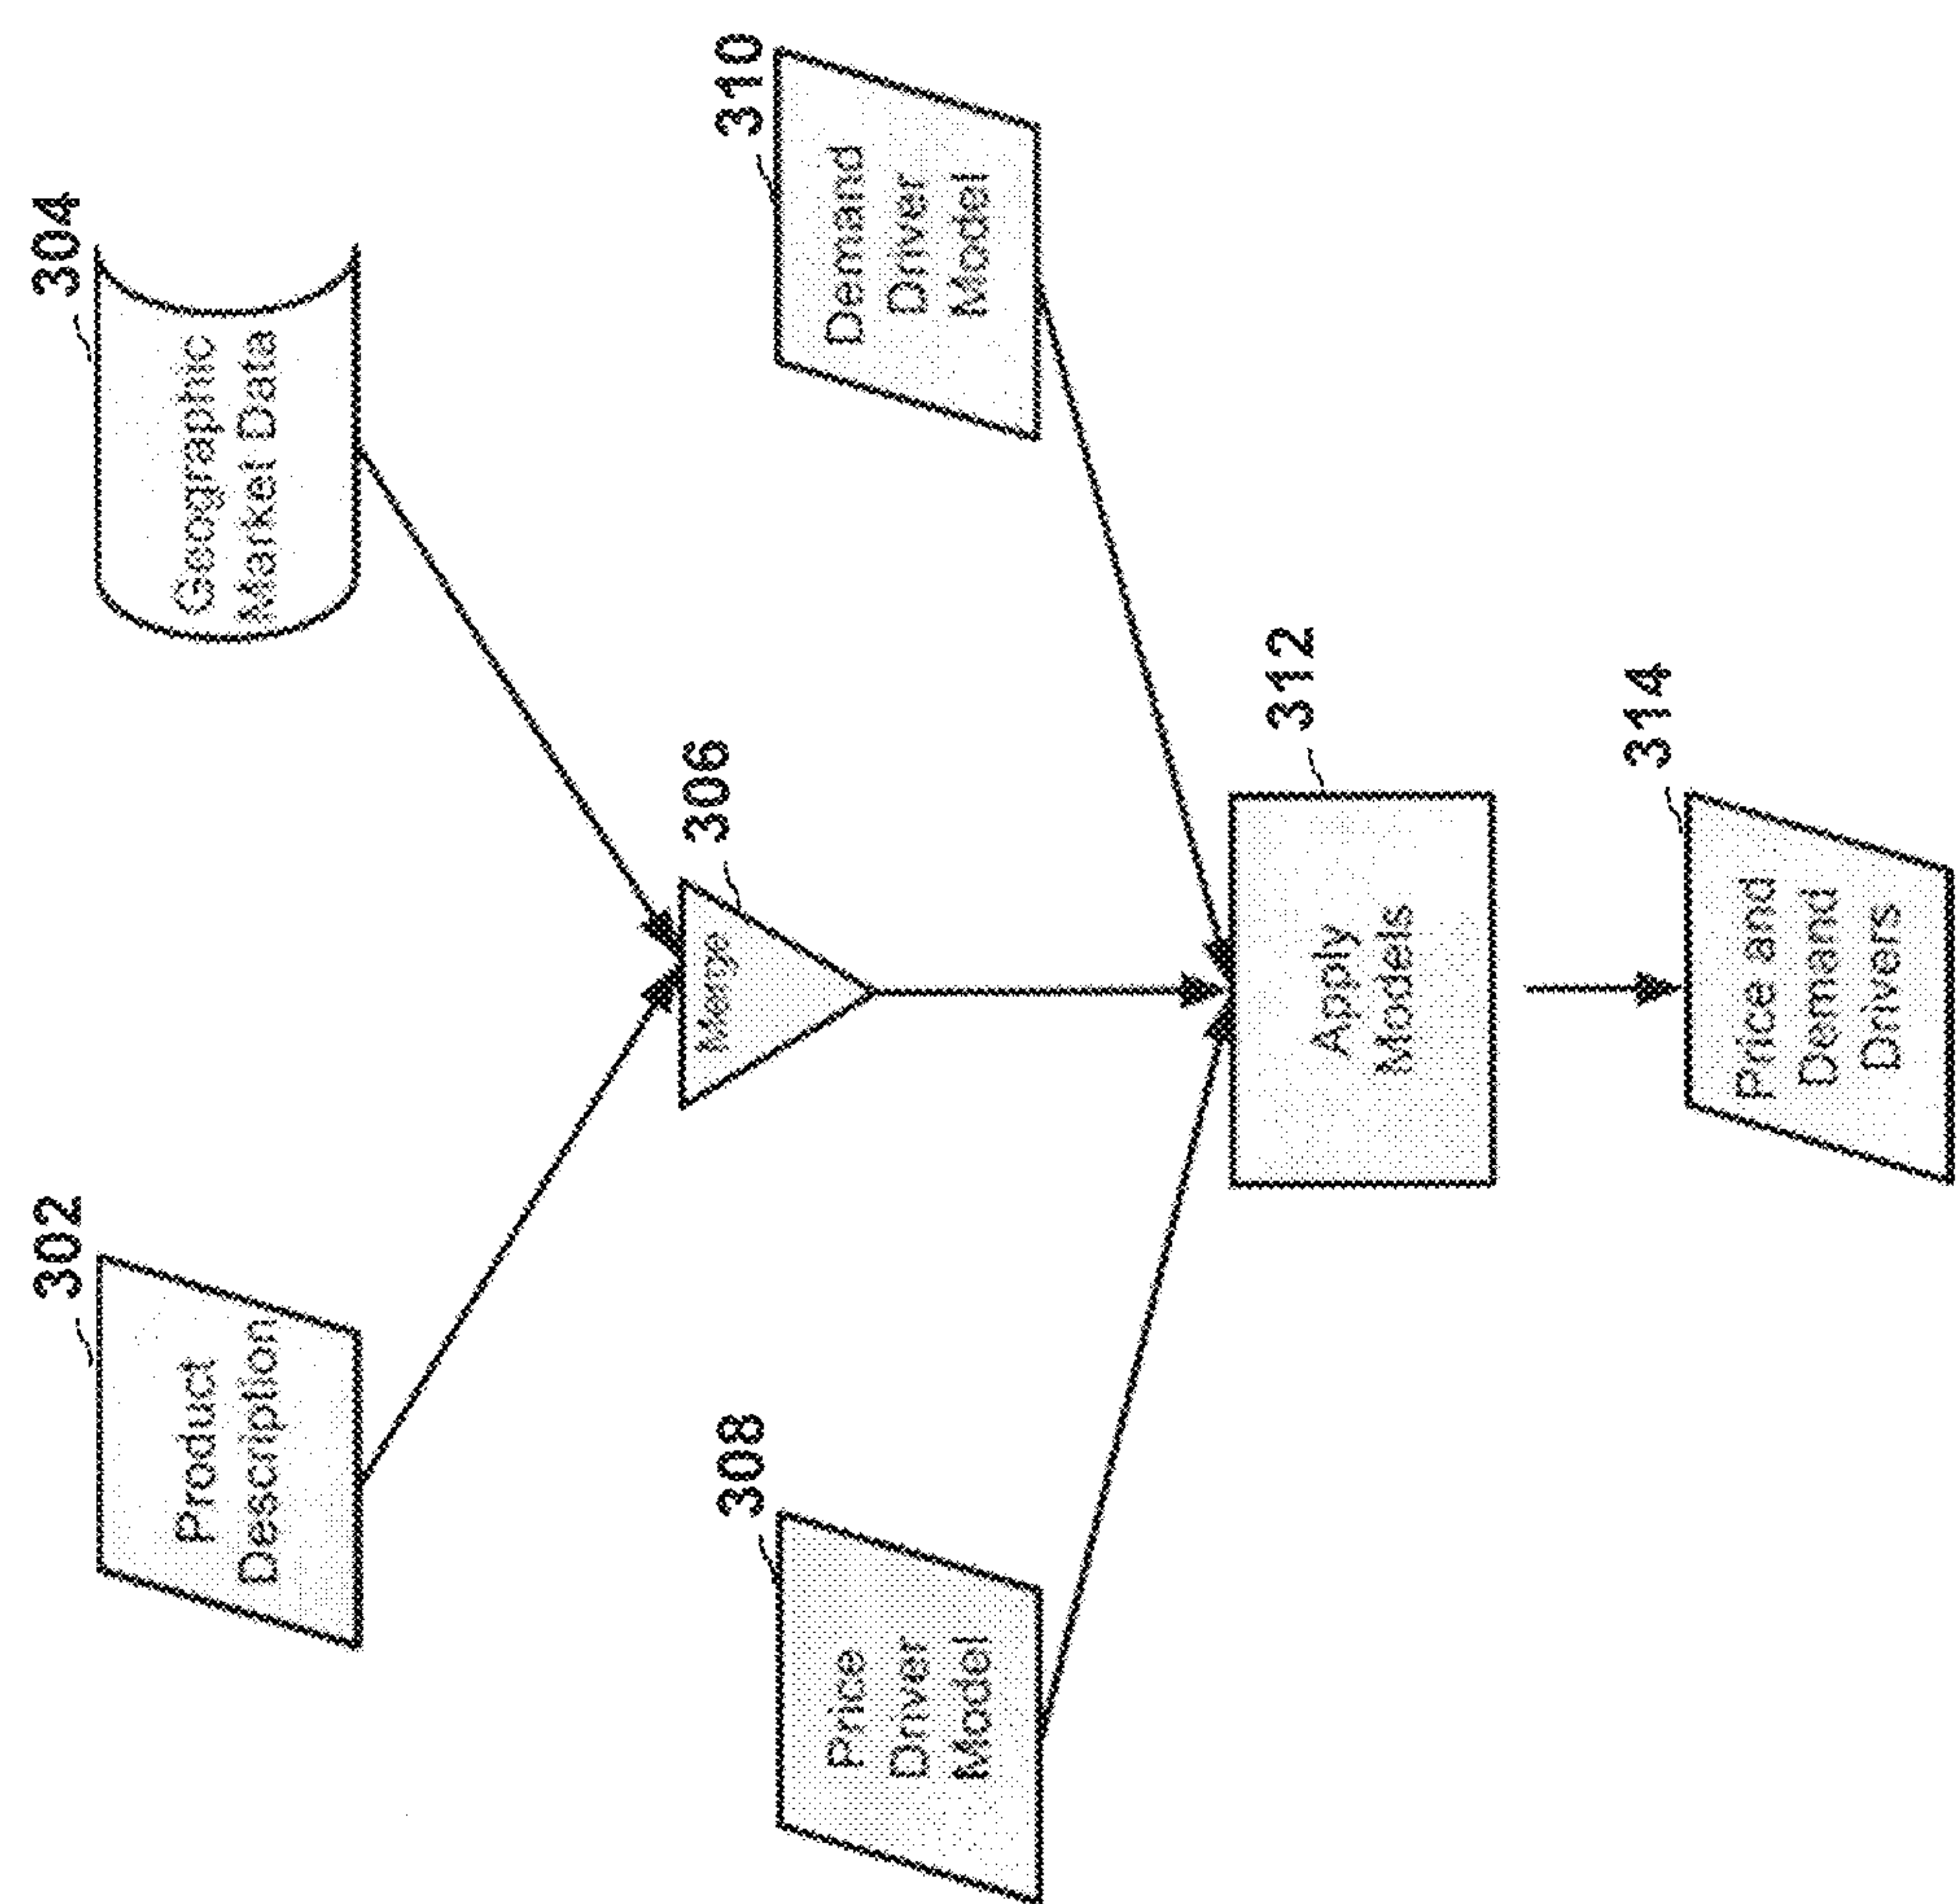 302
Product
Description
304
Geographic
Market Data
306
Merge
308
Price
Driver
Model
310
Demand
Driver
Model
312
Apply
Models
314
Price and
Demand
Drivers